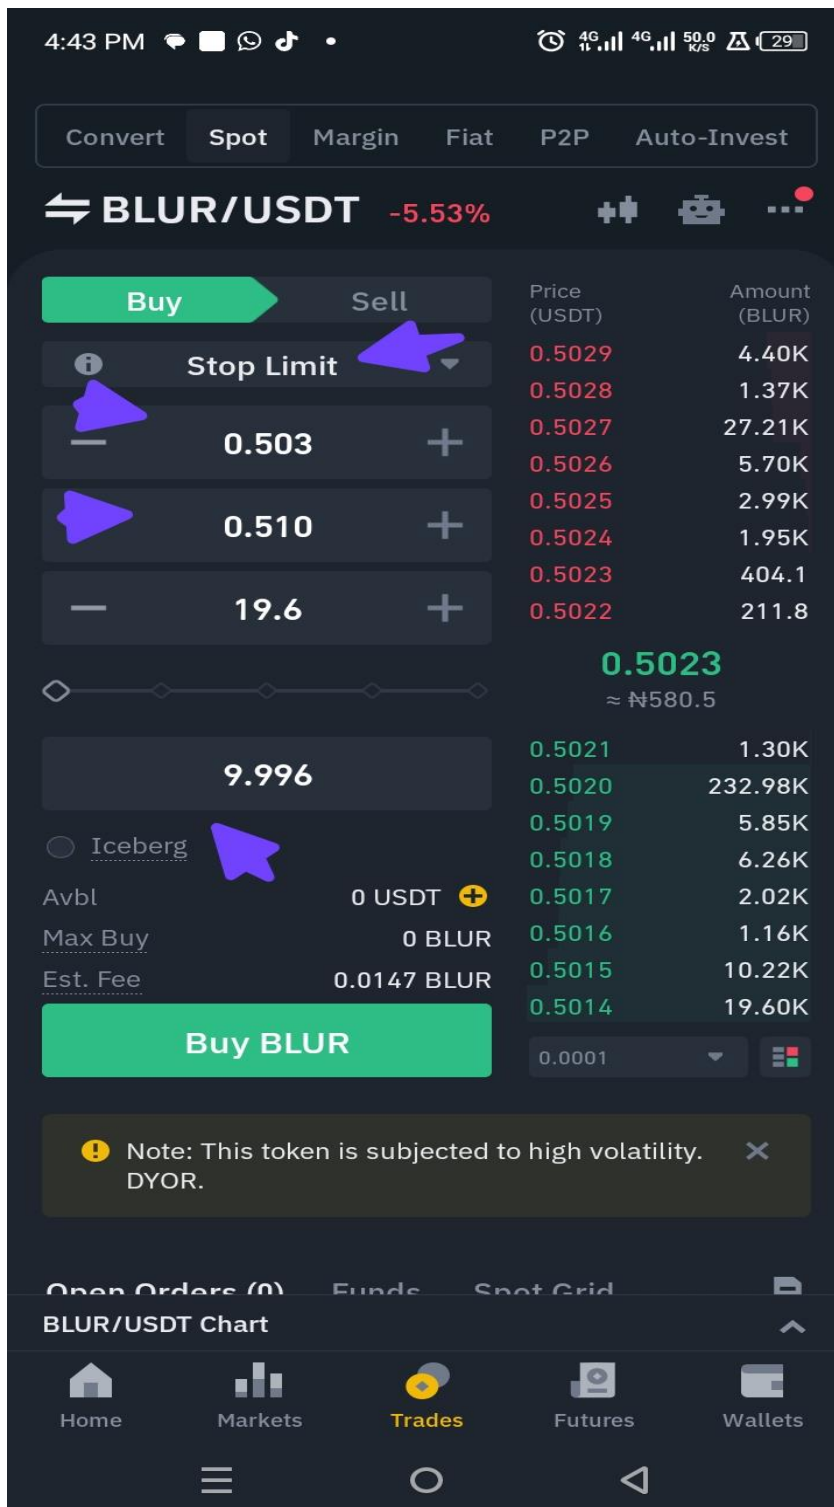 4:43 PM 4G 4G 50.0 K/S 29
Convert Spot Margin Fiat P2P Auto-Invest
BLUR/USDT -5.53%
Buy Sell
Stop Limit
0.503
0.510
19.6
9.996
Iceberg
Avbl 0 USDT
Max Buy 0 BLUR
Est. Fee 0.0147 BLUR
Buy BLUR
Price Amount
(USDT) (BLUR)
0.5029 4.40K
0.5028 1.37K
0.5027 27.21K
0.5026 5.70K
0.5025 2.99K
0.5024 1.95K
0.5023 404.1
0.5022 211.8
0.5023
≈ ₦580.5
0.5021 1.30K
0.5020 232.98K
0.5019 5.85K
0.5018 6.26K
0.5017 2.02K
0.5016 1.16K
0.5015 10.22K
0.5014 19.60K
0.0001
Note: This token is subjected to high volatility.
DYOR.
Open Orders (0) Funds Spot Grid
BLUR/USDT Chart
Home Markets Trades Futures Wallets